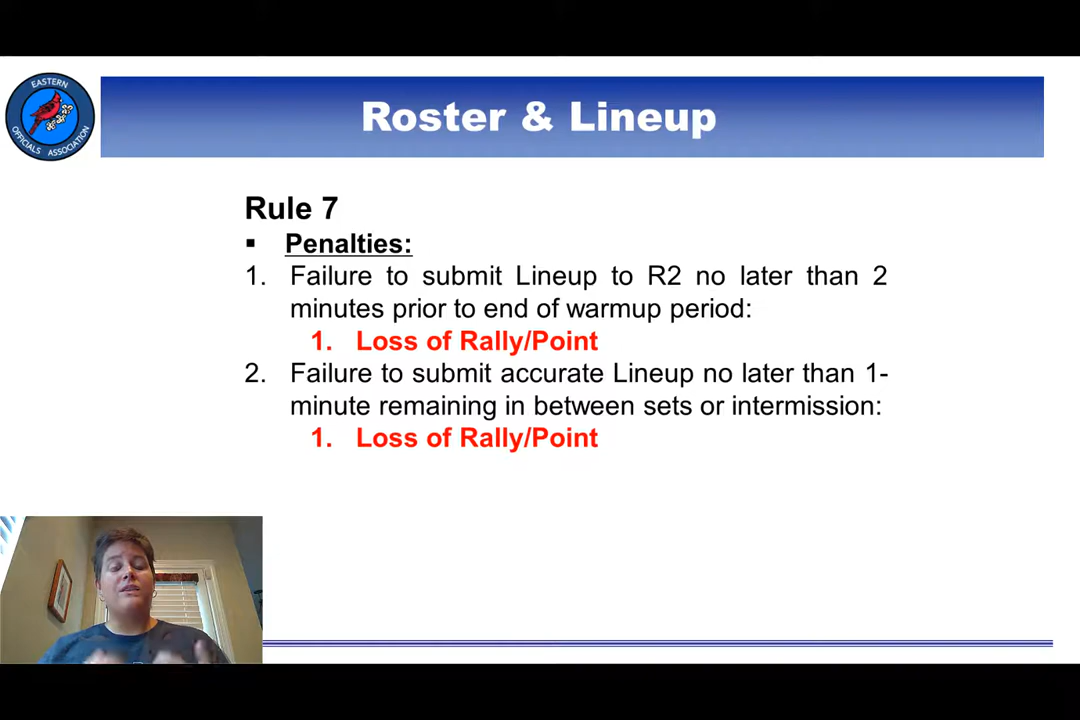 EASTERN
OFFICIALS ASSOCIATION
Roster & Lineup
Rule 7
▪ Penalties:
1. Failure to submit Lineup to R2 no later than 2
minutes prior to end of warmup period:
1. Loss of Rally/Point
2. Failure to submit accurate Lineup no later than 1-
minute remaining in between sets or intermission:
1. Loss of Rally/Point